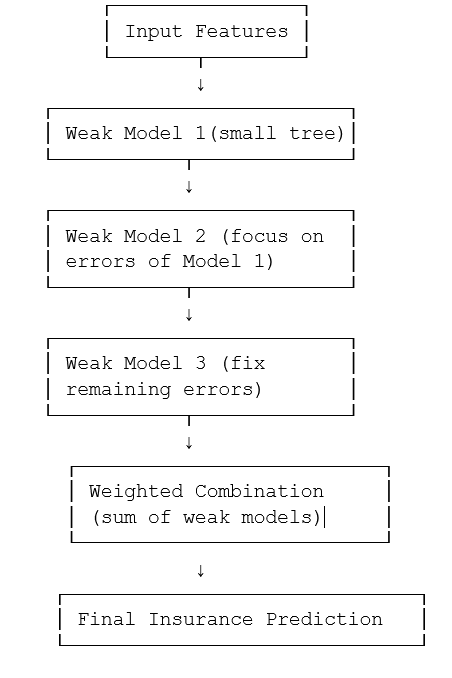 Input Features
↓
Weak Model 1(small tree)
↓
Weak Model 2 (focus on
errors of Model 1)
↓
Weak Model 3 (fix
remaining errors)
↓
Weighted Combination
(sum of weak models)
↓
Final Insurance Prediction